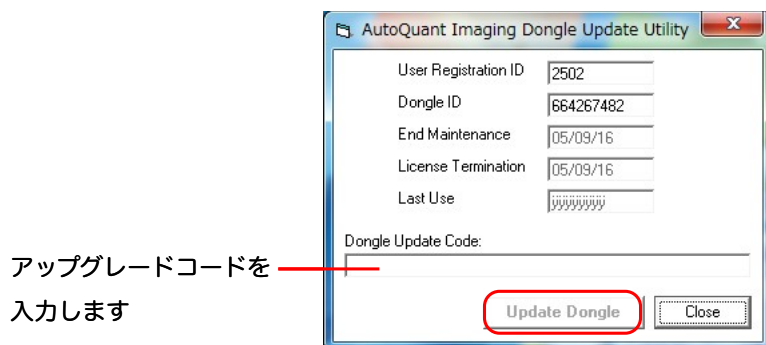 AutoQuant Imaging Dongle Update Utility
User Registration ID 2502
Dongle ID 664267482
End Maintenance 05/09/16
License Termination 05/09/16
Last Use ÿÿÿÿÿÿÿÿ
Dongle Update Code:
アップグレードコードを
入力します
Update Dongle Close